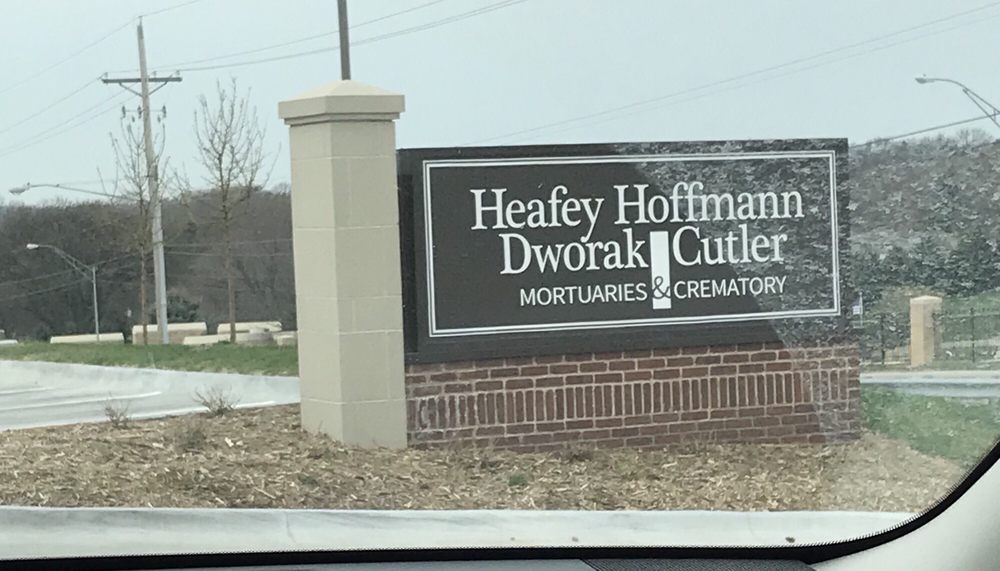 Heafey Hoffmann
Dworak Cutler
MORTUARIES & CREMATORY